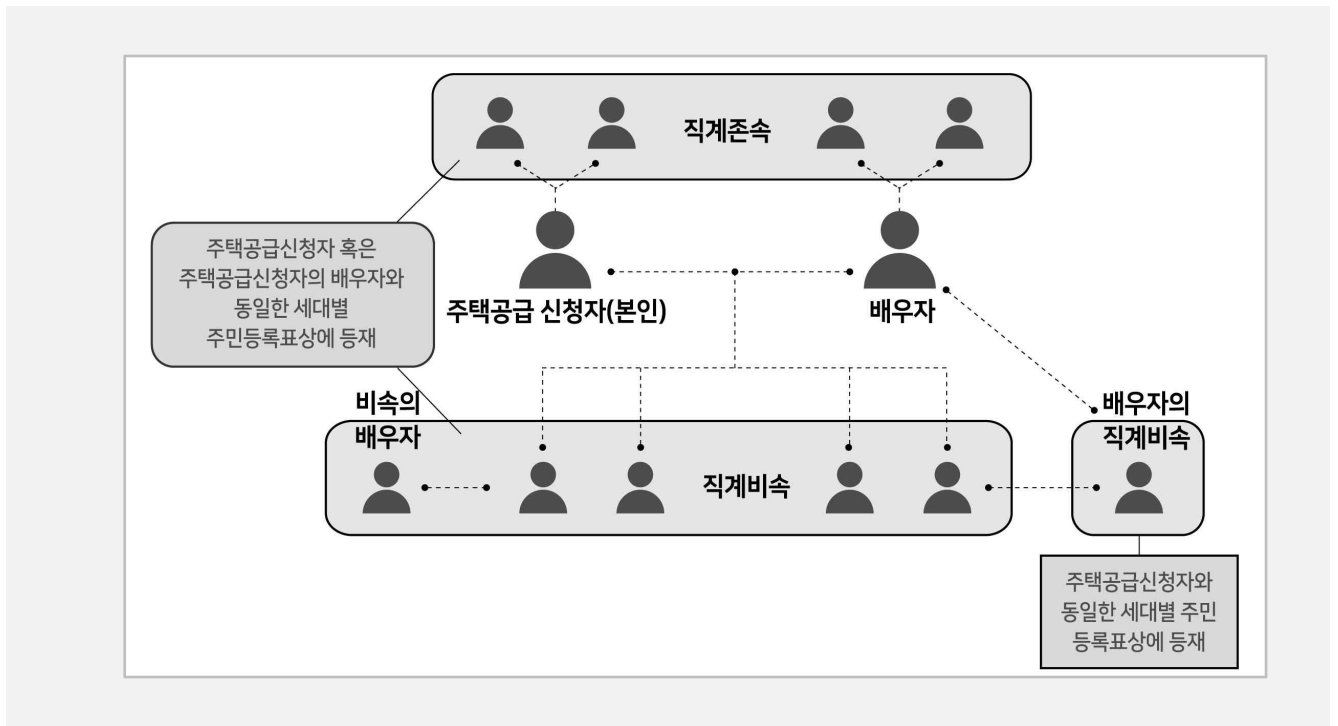 직계존속
주택공급신청자 혹은
주택공급신청자의 배우자와
동일한 세대별
주민등록표상에 등재
주택공급 신청자(본인)
배우자
비속의
배우자
직계비속
배우자의
직계비속
주택공급신청자와
동일한 세대별 주민
등록표상에 등재